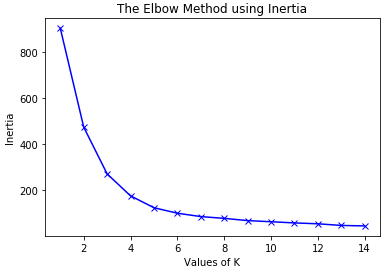 The Elbow Method using Inertia
Inertia
800
600
400
200
2 4 6 8 10 12 14
Values of K